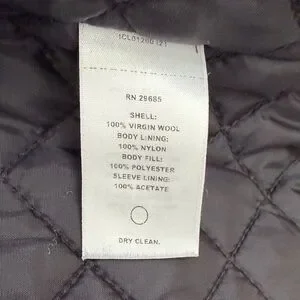 RN 29685
SHELL:
100% VIRGIN WOOL
BODY LINING:
100% NYLON
BODY FILL:
100% POLYESTER
SLEEVE LINING:
100% ACETATE
DRY CLEAN.